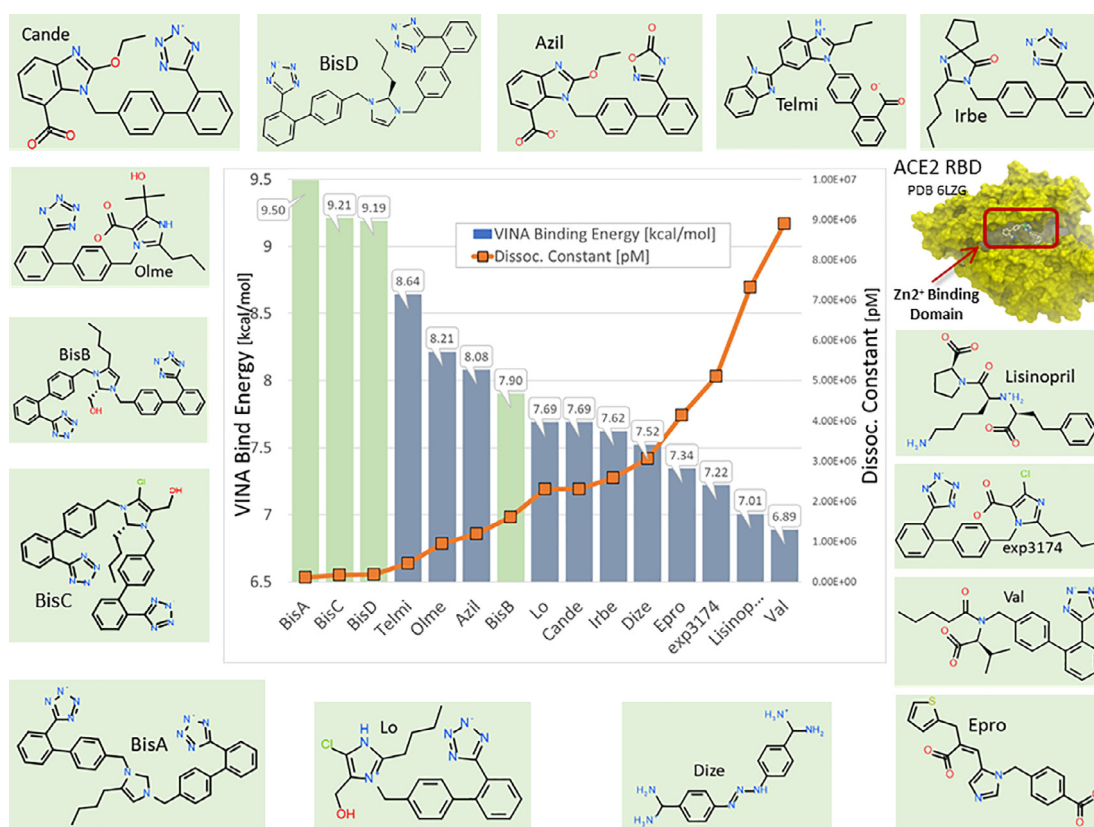 Cande
BisD
Azil
Telmi
Irbe
Olme
BisB
BisC
BisA
Lo
Dize
ACE2 RBD
PDB 6LZG
Zn2⁺ Binding
Domain
Lisinopril
exp3174
Val
Epro
VINA Bind Energy [kcal/mol]
9.5
9
8.5
8
7.5
7
6.5
VINA Binding Energy [kcal/mol]
Dissoc. Constant [pM]
9.50
9.21
9.19
8.64
8.21
8.08
7.90
7.69
7.69
7.62
7.52
7.34
7.22
7.01
6.89
BisA
BisC
BisD
Telmi
Olme
Azil
BisB
Lo
Cande
Irbe
Dize
Epro
exp3174
Lisinop...
Val
1.00E+07
9.00E+06
8.00E+06
7.00E+06
6.00E+06
5.00E+06
4.00E+06
3.00E+06
2.00E+06
1.00E+06
0.00E+00
Dissoc. Constant [pM]